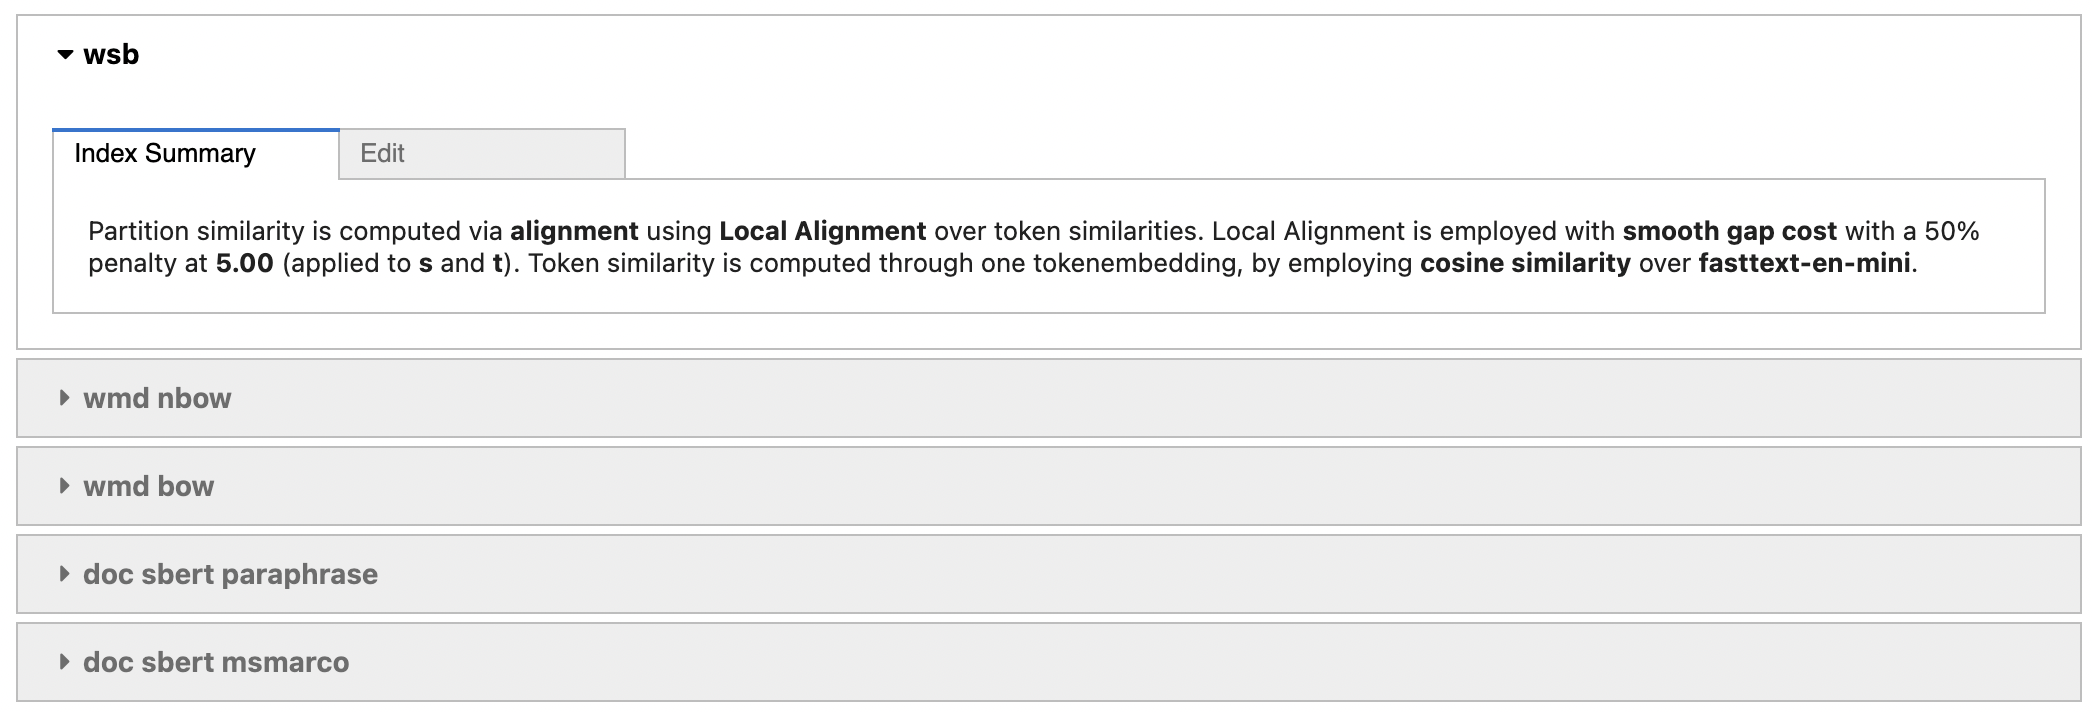 wsb
Index Summary
Edit
Partition similarity is computed via alignment using Local Alignment over token similarities. Local Alignment is employed with smooth gap cost with a 50%
penalty at 5.00 (applied to s and t). Token similarity is computed through one tokenembedding, by employing cosine similarity over fasttext-en-mini.
wmd nbow
wmd bow
doc sbert paraphrase
doc sbert msmarco